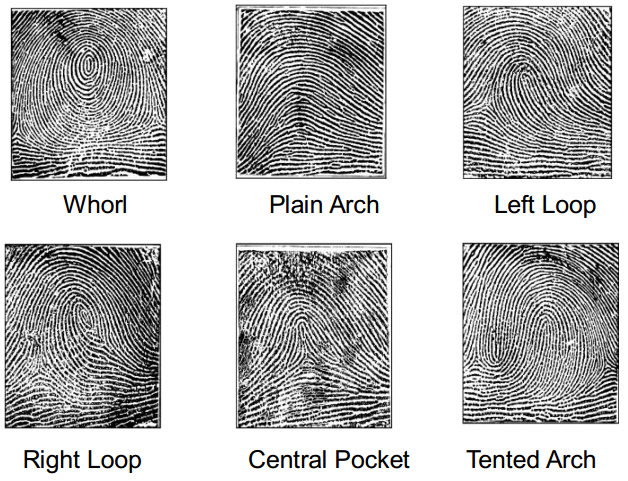 Whorl
Plain Arch
Left Loop
Right Loop
Central Pocket
Tented Arch